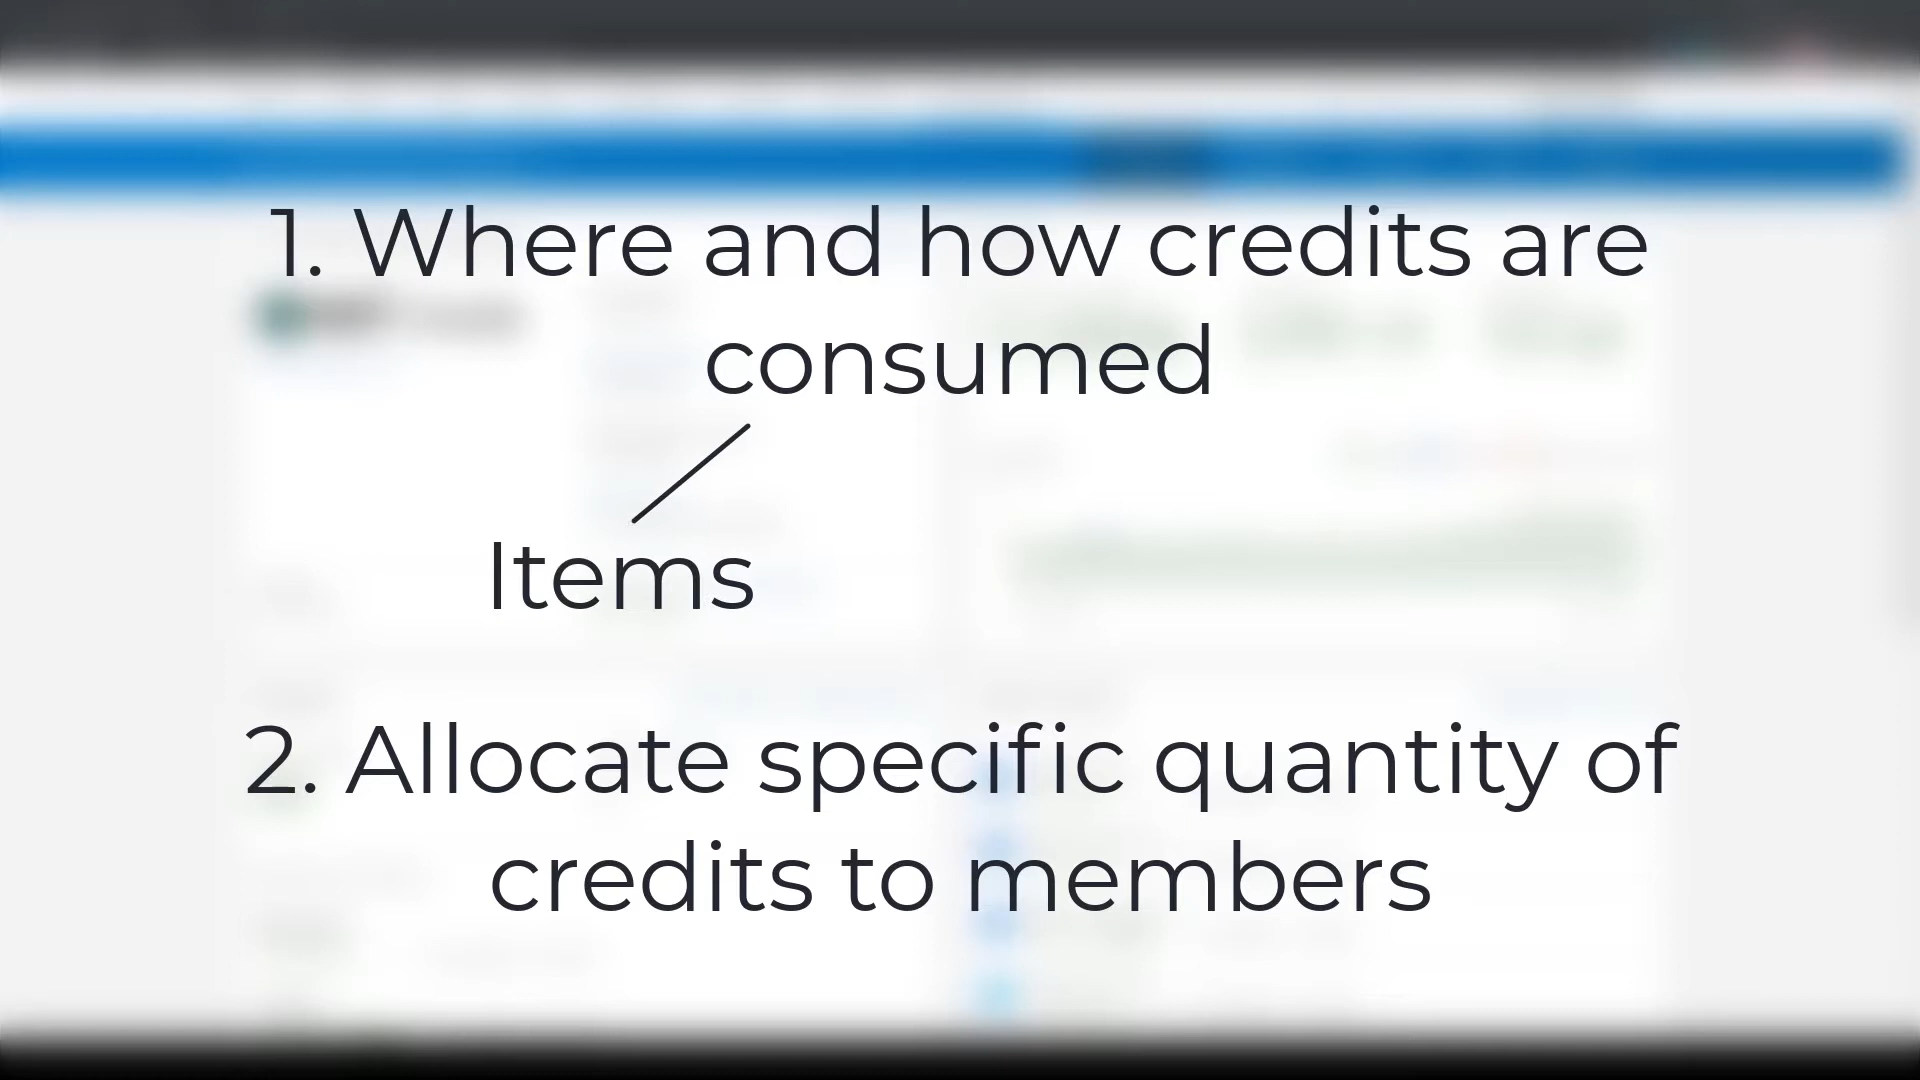 1. Where and how credits are
consumed
Items
2. Allocate specific quantity of
credits to members